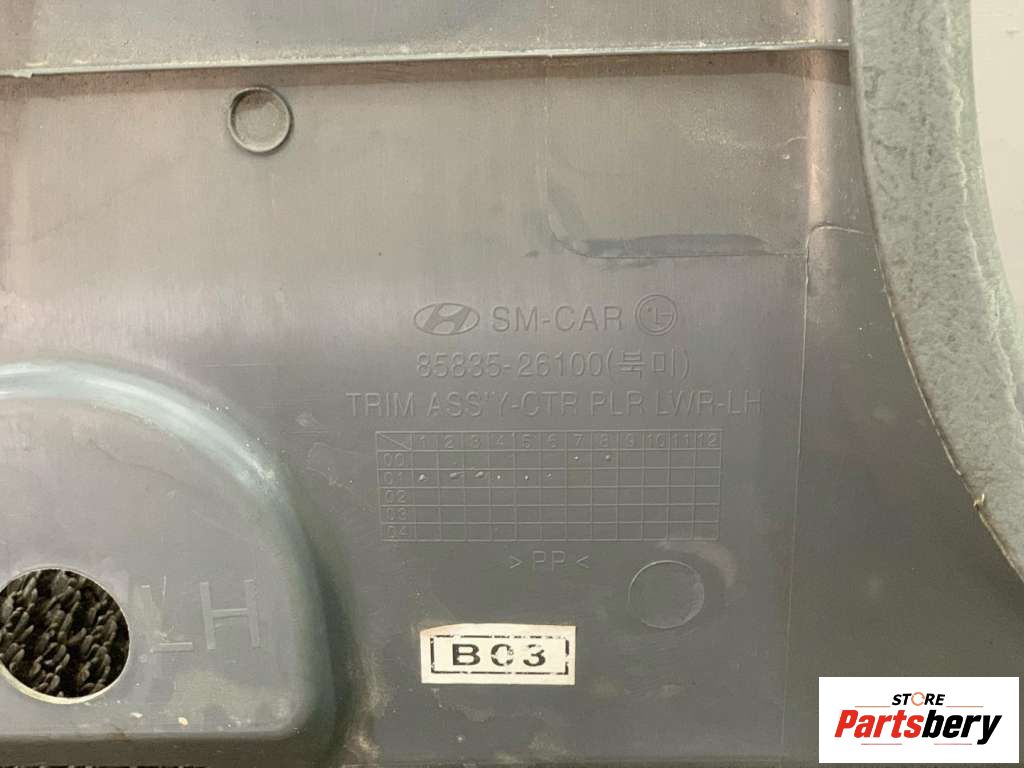 SM-CAR L
85835-26100(북미)
TRIM ASS'Y-CTR PLR LWR-LH
1 2 3 4 5 6 7 8 9 10 11 12
00
01
02
03
04
>PP<
LH
B03
STORE
Partsbery